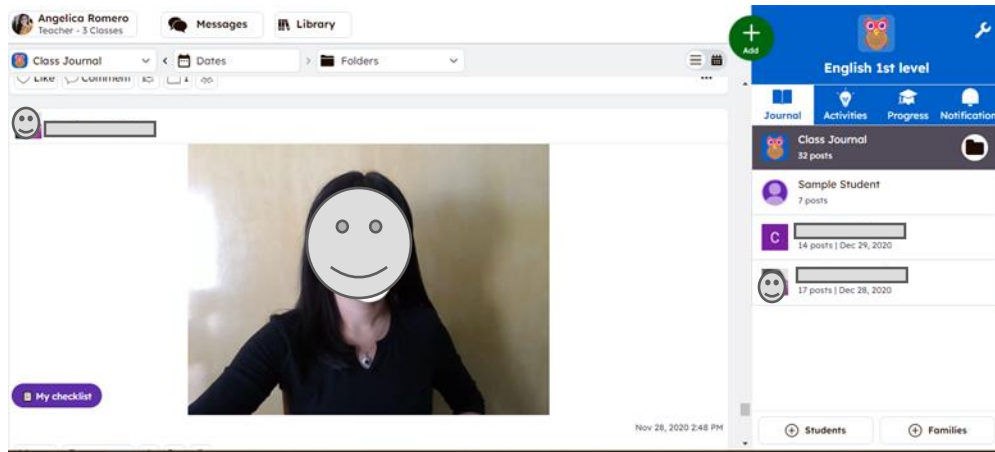 Angelica Romero
Teacher - 3 Classes
Messages
Library
Add
English 1st level
Class Journal
Dates
Folders
Like
Comment
1
Journal
Activities
Progress
Notification
Class Journal
32 posts
Sample Student
7 posts
C
14 posts | Dec 29, 2020
17 posts | Dec 28, 2020
My checklist
Nov 28, 2020 2:48 PM
Students
Families